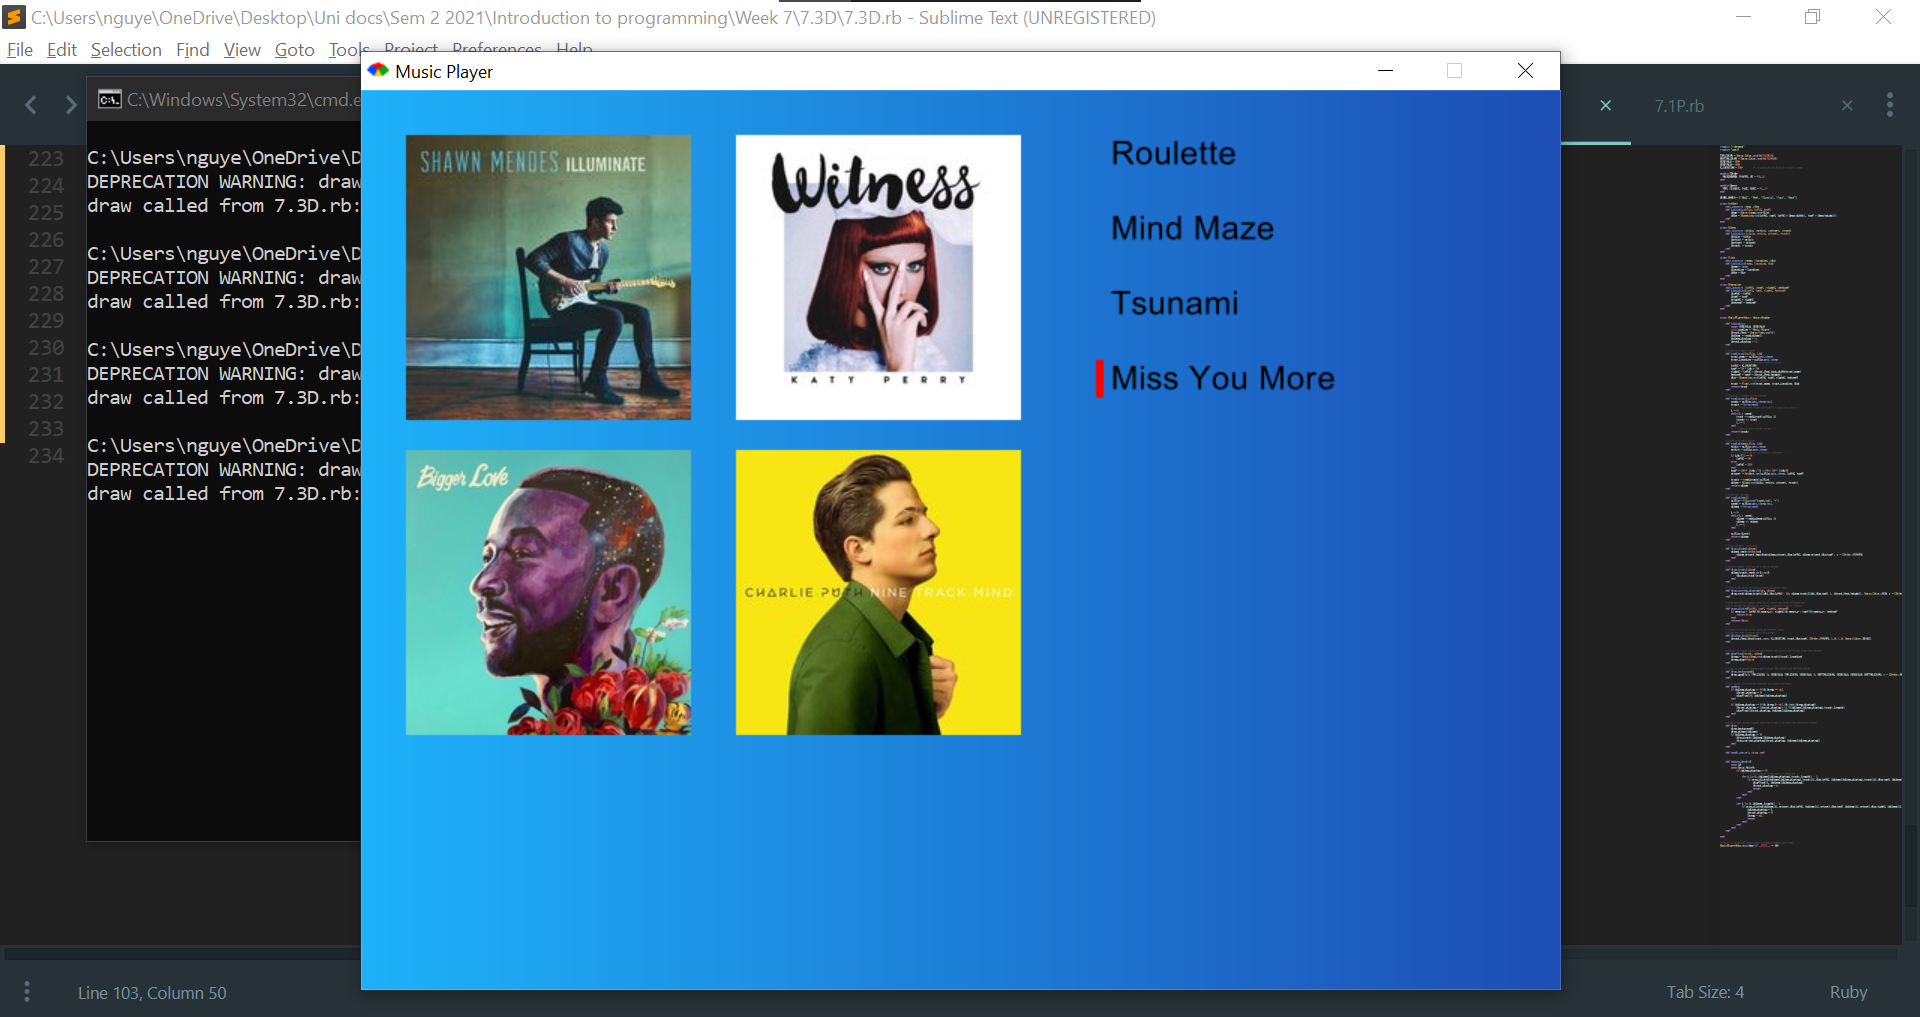 C:\Users\nguye\OneDrive\Desktop\Uni docs\Sem 2 2021\Introduction to programming\Week 7\7.3D\7.3D.rb - Sublime Text (UNREGISTERED)
File Edit Selection Find View Goto Tools Project Preferences Help
Music Player
C:\Windows\System32\cmd.e
7.1P.rb
223
224
225
226
227
228
229
230
231
232
233
234
C:\Users\nguye\OneDrive\D
DEPRECATION WARNING: draw
draw called from 7.3D.rb:
C:\Users\nguye\OneDrive\D
DEPRECATION WARNING: draw
draw called from 7.3D.rb:
C:\Users\nguye\OneDrive\D
DEPRECATION WARNING: draw
draw called from 7.3D.rb:
C:\Users\nguye\OneDrive\D
DEPRECATION WARNING: draw
draw called from 7.3D.rb:
SHAWN MENDES ILLUMINATE
Witness
KATY PERRY
Bigger Love
CHARLIE PUTH NINE TRACK MIND
Roulette
Mind Maze
Tsunami
Miss You More
Line 103, Column 50
Tab Size: 4
Ruby